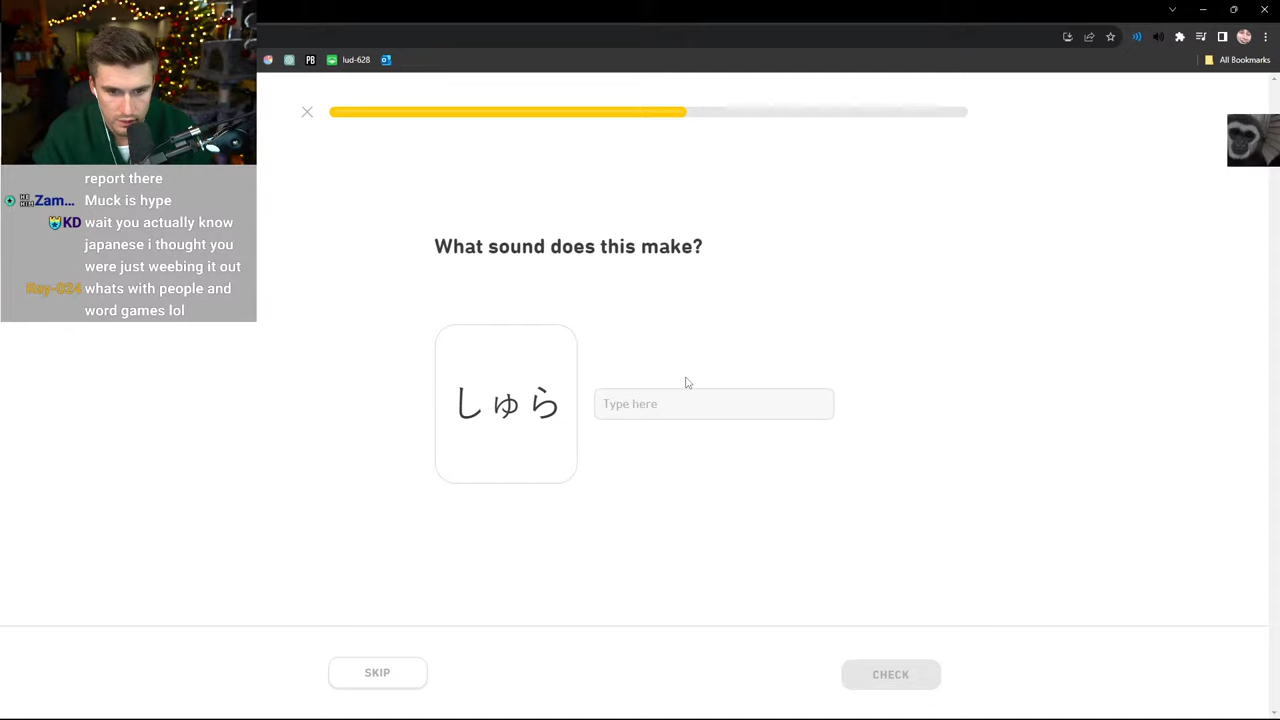 PB
lud-628
All Bookmarks
report there
Zam... Muck is hype
KD wait you actually know
japanese i thought you
were just weebing it out
Ray-024 whats with people and
word games lol
What sound does this make?
しゅら
Type here
SKIP
CHECK